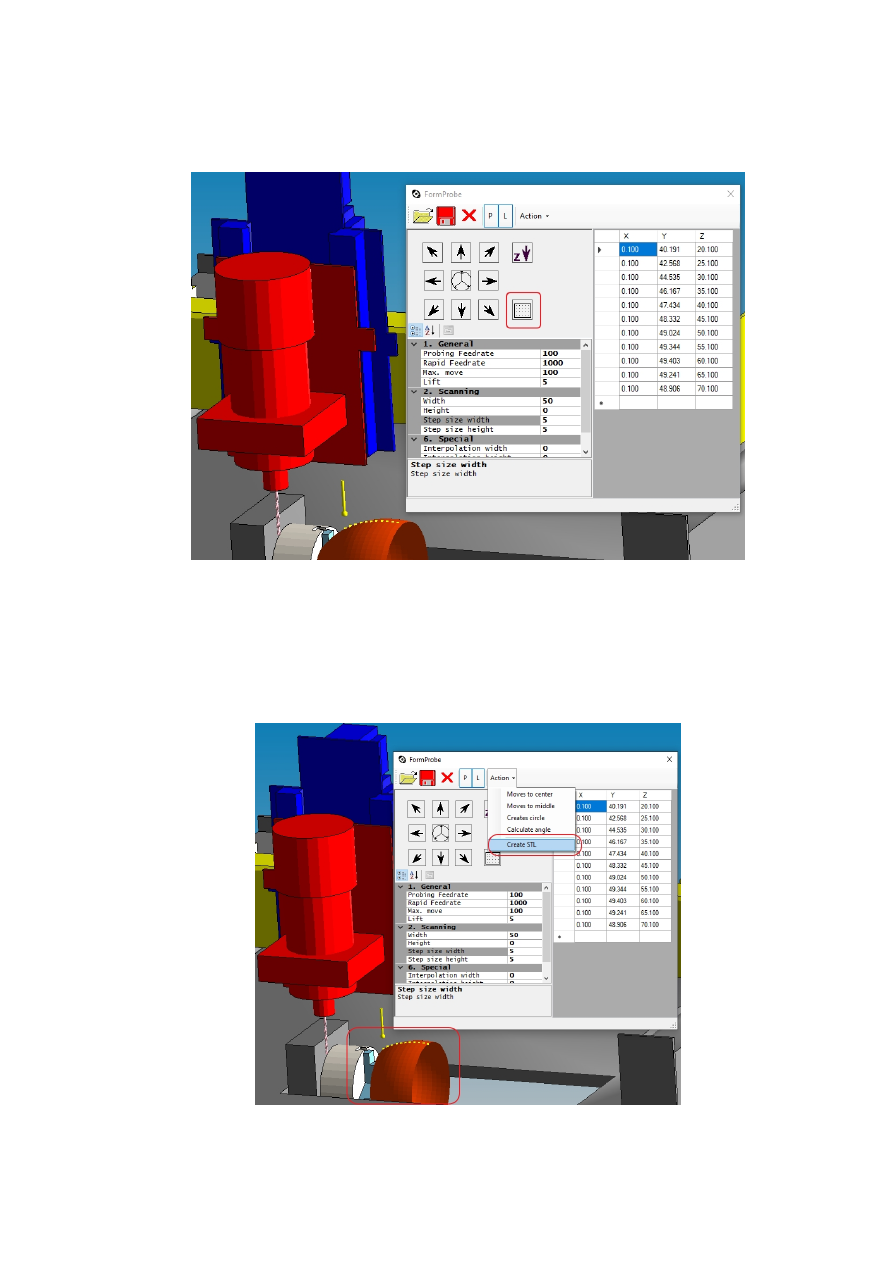 FormProbe
P L Action
X Y Z
0.100 40.191 20.100
0.100 42.568 25.100
0.100 44.535 30.100
0.100 46.167 35.100
0.100 47.434 40.100
0.100 48.332 45.100
0.100 49.024 50.100
0.100 49.344 55.100
0.100 49.403 60.100
0.100 49.241 65.100
0.100 48.906 70.100
Z
A Z
1. General
Probing Feedrate 100
Rapid Feedrate 1000
Max. move 100
Lift 5
2. Scanning
Width 50
Height 0
Step size width 5
Step size height 5
6. Special
Interpolation width 0
Interpolation height 0
Step size width
Step size width
FormProbe
P L Action
Moves to center
Moves to middle
Creates circle
Calculate angle
Create STL
X Y Z
0.100 40.191 20.100
0.100 42.568 25.100
0.100 44.535 30.100
0.100 46.167 35.100
0.100 47.434 40.100
0.100 48.332 45.100
0.100 49.024 50.100
0.100 49.344 55.100
0.100 49.403 60.100
0.100 49.241 65.100
0.100 48.906 70.100
A Z
1. General
Probing Feedrate 100
Rapid Feedrate 1000
Max. move 100
Lift 5
2. Scanning
Width 50
Height 0
Step size width 5
Step size height 5
6. Special
Interpolation width 0
Interpolation height 0
Step size width
Step size width